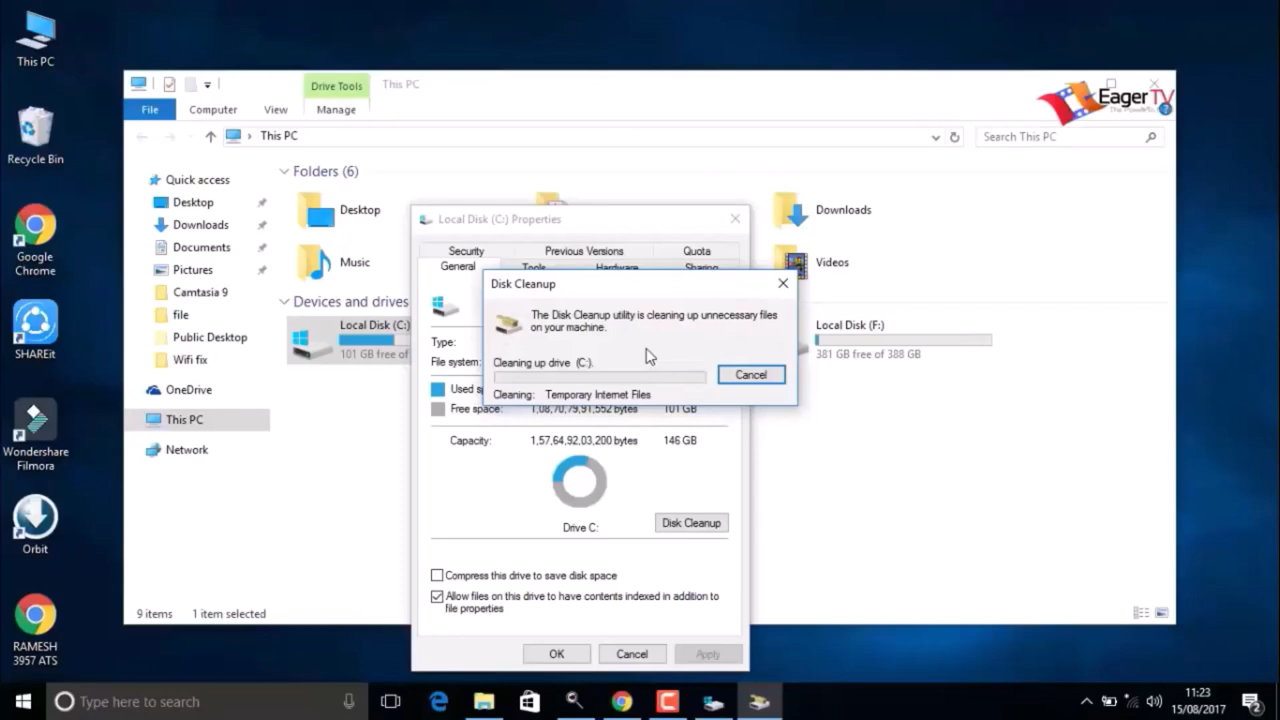 This PC
Recycle Bin
Google
Chrome
SHAREit
Wondershare
Filmora
Orbit
RAMESH
3957 ATS
Drive Tools
This PC
File
Computer
View
Manage
EagerTV
This PC
Search This PC
Quick access
Desktop
Downloads
Documents
Pictures
Camtasia 9
file
Public Desktop
Wifi fix
OneDrive
This PC
Network
Folders (6)
Desktop
Downloads
Music
Videos
Devices and drives
Local Disk (C:)
101 GB free of
Local Disk (F:)
381 GB free of 388 GB
Local Disk (C:) Properties
Security
Previous Versions
Quota
General
Tools
Hardware
Sharing
Type:
File system:
Used
Free space:
1,08,70,79,91,552 bytes
101 GB
Capacity:
1,57,64,92,03,200 bytes
146 GB
Drive C:
Disk Cleanup
Compress this drive to save disk space
Allow files on this drive to have contents indexed in addition to
file properties
OK
Cancel
Apply
Disk Cleanup
The Disk Cleanup utility is cleaning up unnecessary files
on your machine.
Cleaning up drive (C:).
Cancel
Cleaning: Temporary Internet Files
9 items
1 item selected
Type here to search
11:23
15/08/2017
2